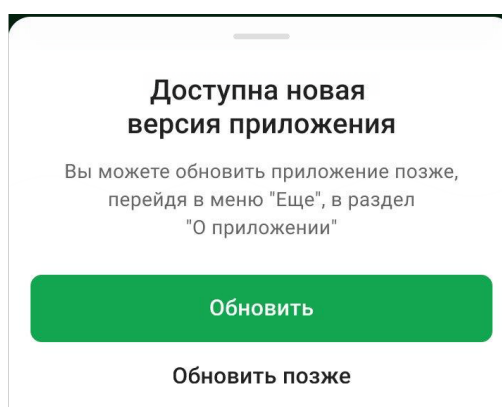 Доступна новая
версия приложения
Вы можете обновить приложение позже,
перейдя в меню "Еще", в раздел
"О приложении"
Обновить
Обновить позже